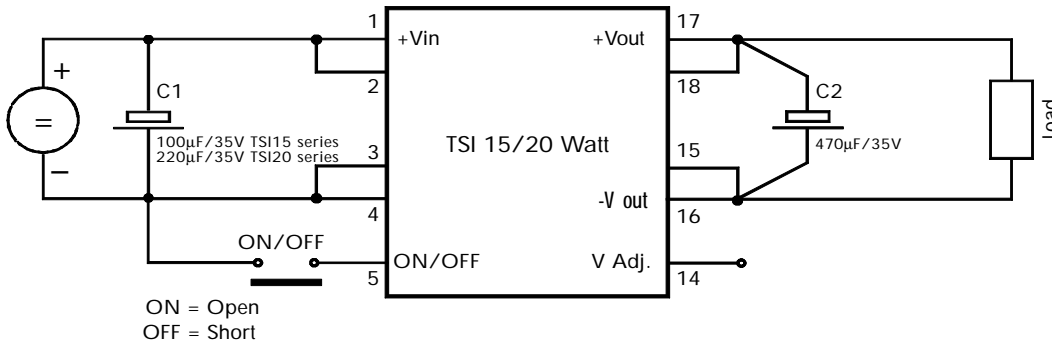 1
+Vin
2
+
C1
=
100µF/35V TSI15 series
220µF/35V TSI20 series
−
3
4
ON/OFF
5
ON/OFF
ON = Open
OFF = Short
TSI 15/20 Watt
17
+Vout
18
C2
470µF/35V
15
-V out
16
V Adj.
14
Load